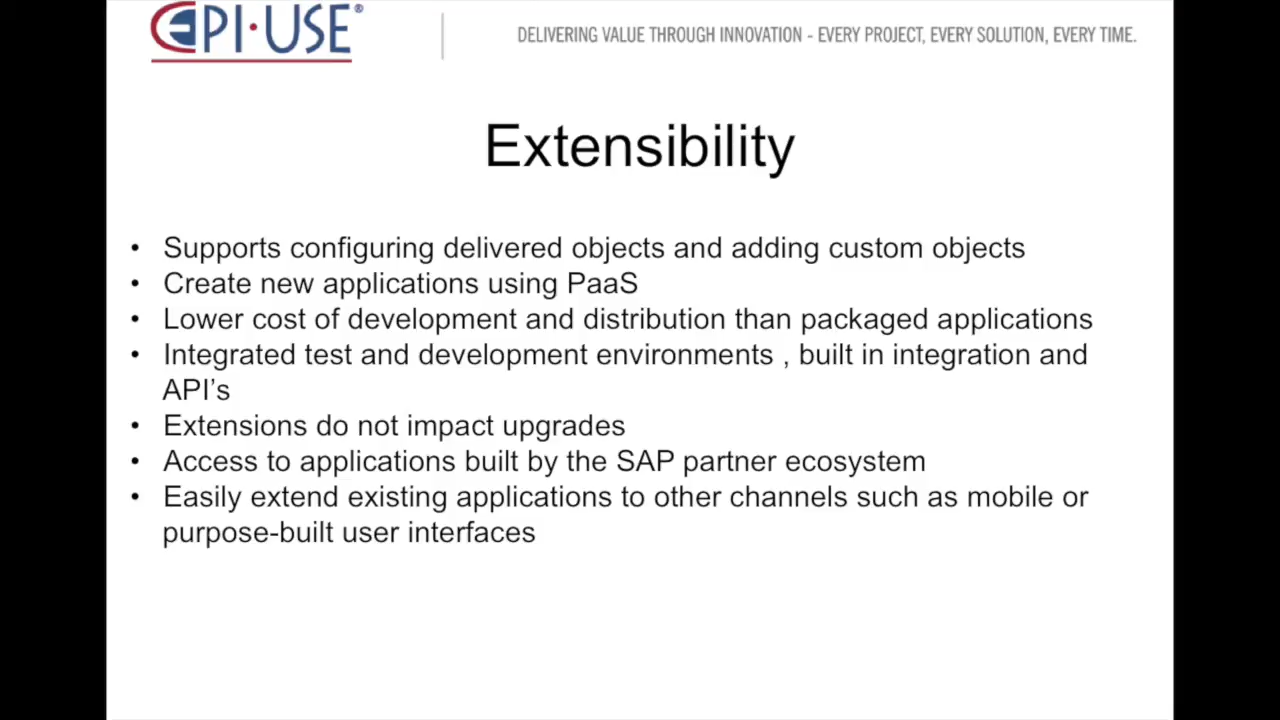 EPI·USE®
DELIVERING VALUE THROUGH INNOVATION - EVERY PROJECT, EVERY SOLUTION, EVERY TIME.
Extensibility
• Supports configuring delivered objects and adding custom objects
• Create new applications using PaaS
• Lower cost of development and distribution than packaged applications
• Integrated test and development environments , built in integration and
API’s
• Extensions do not impact upgrades
• Access to applications built by the SAP partner ecosystem
• Easily extend existing applications to other channels such as mobile or
purpose-built user interfaces